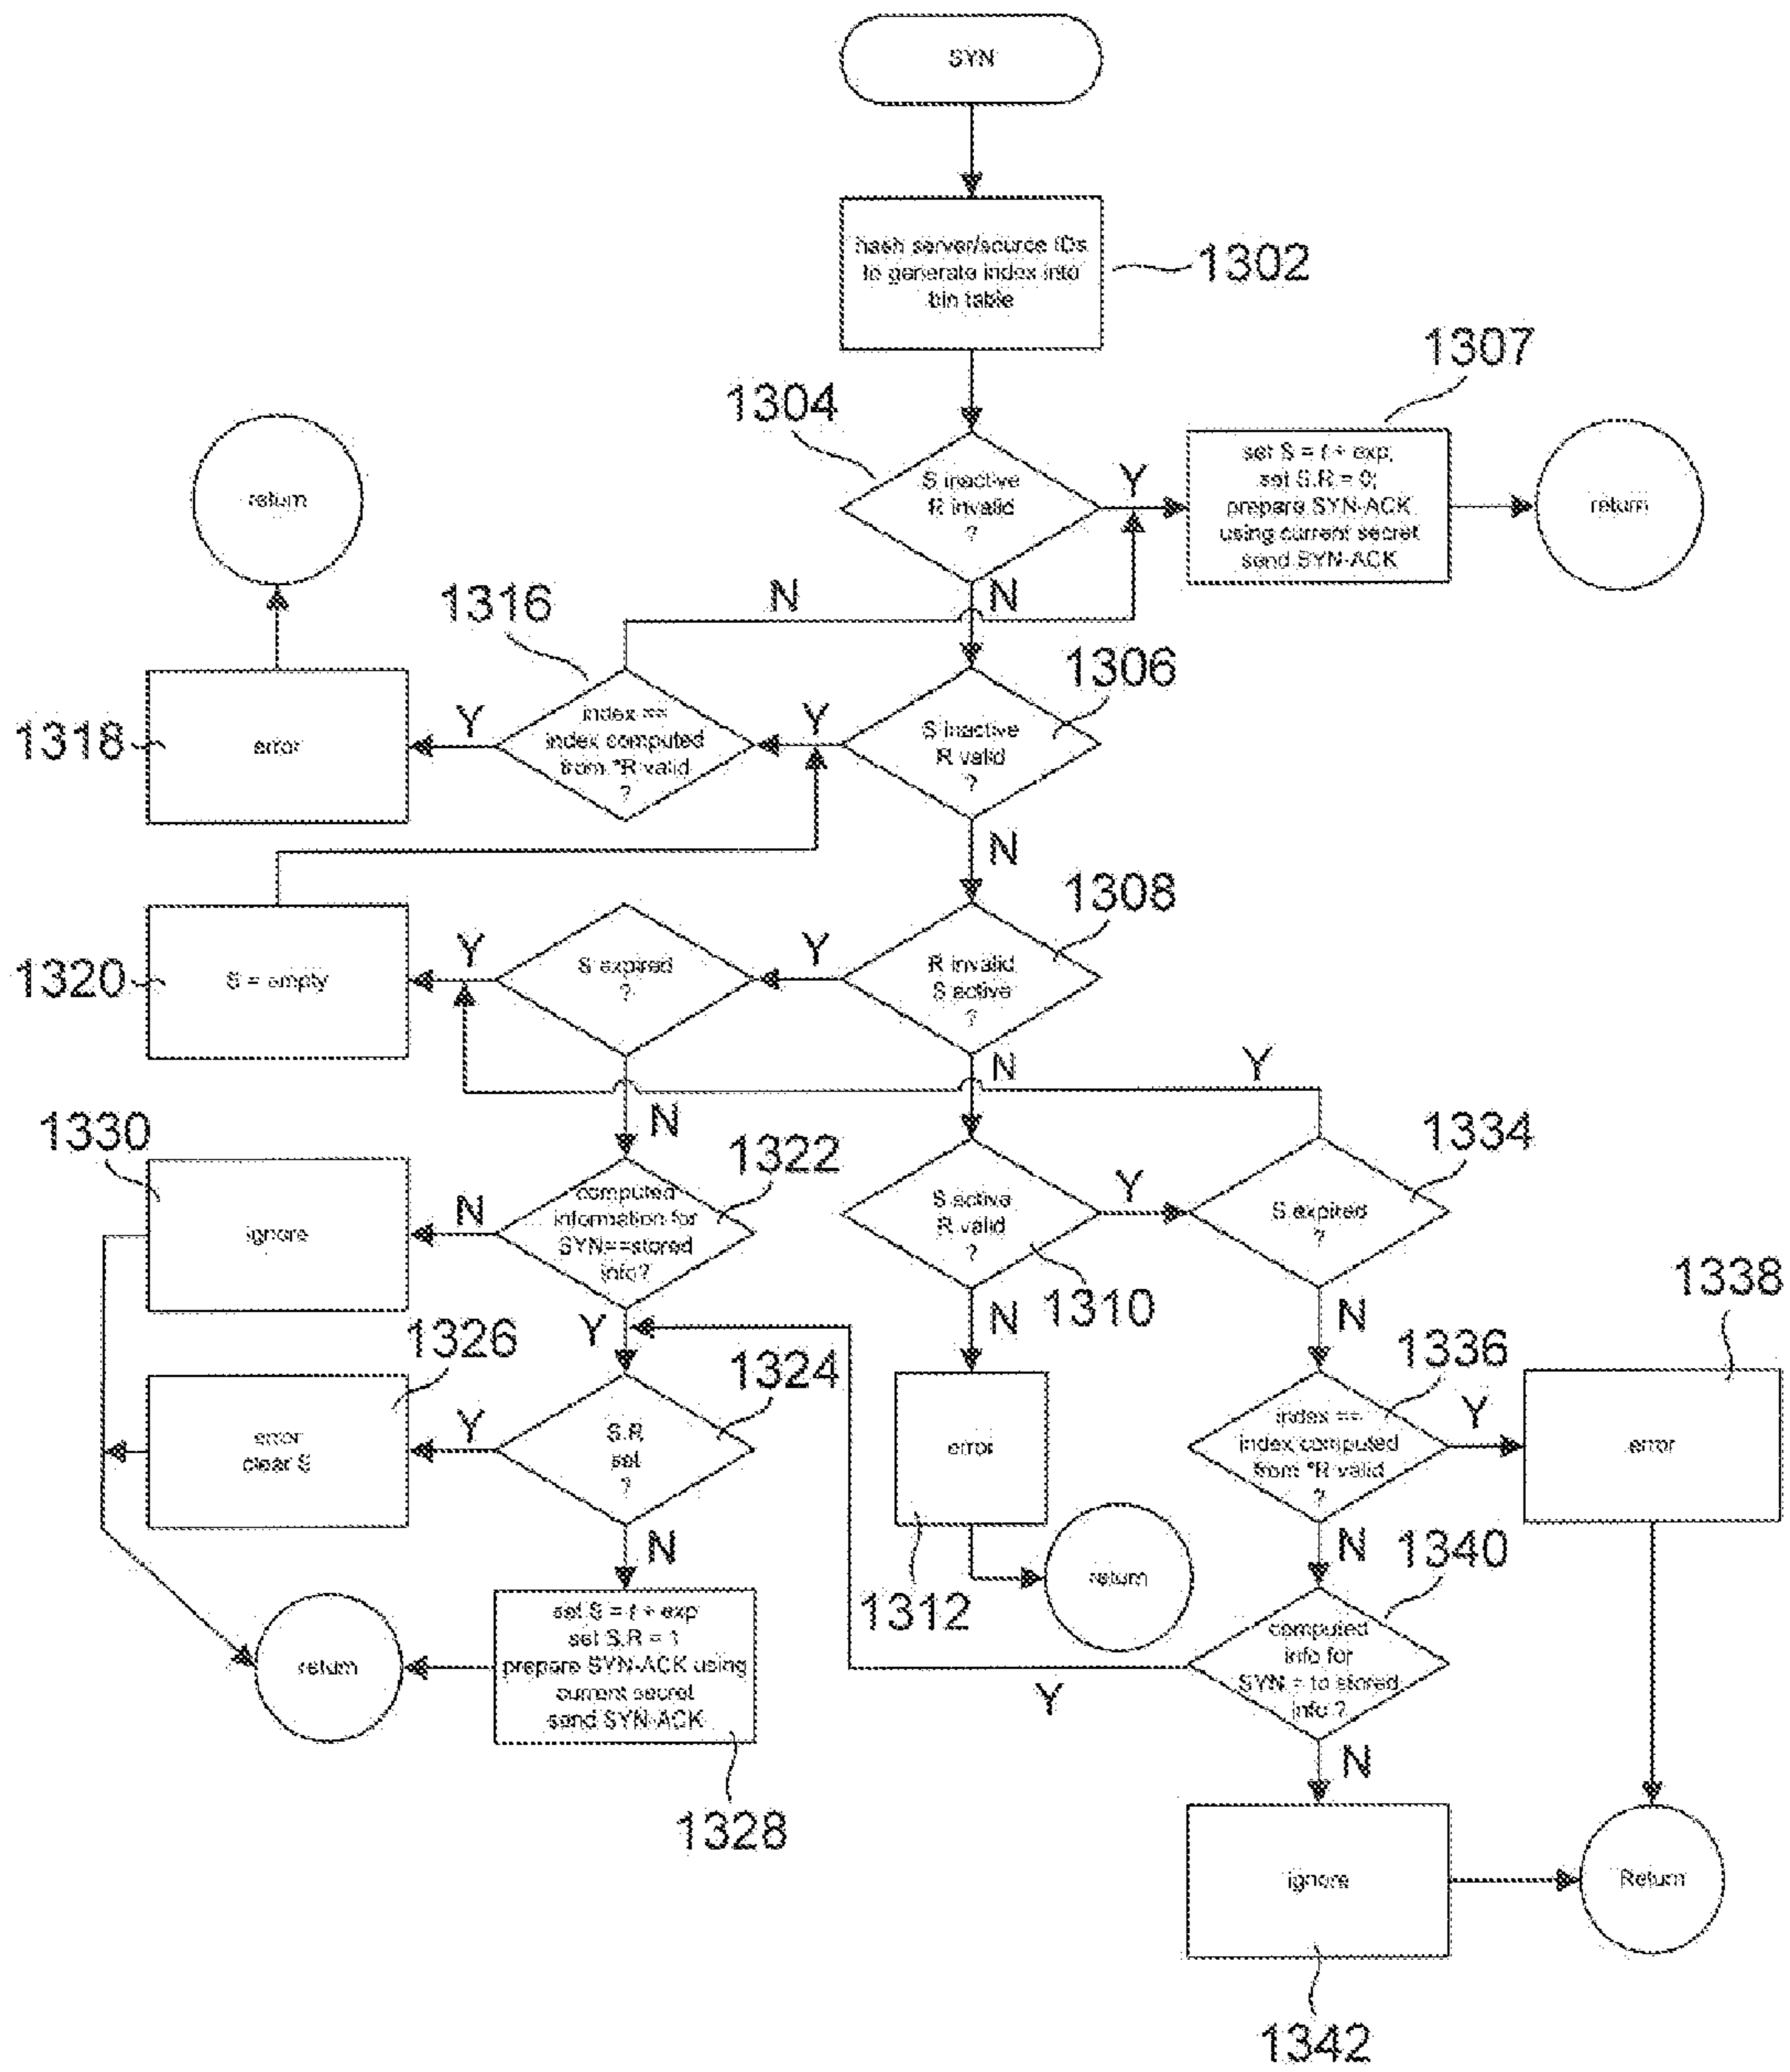 SYN
hash server/source IDs
to generate index into
bin table
1302
1307
1304
S inactive
R invalid
?
Y
set S = t + exp;
set S.R = 0;
prepare SYN-ACK
using current secret
send SYN-ACK
return
return
N
N
1316
1306
1318
error
Y
index ==
index computed
from *R valid
?
Y
S inactive
R valid
?
N
1308
1320
S = empty
Y
S expired
?
Y
R invalid
S active
?
N
Y
1330
N
1322
1334
ignore
N
computed
information for
SYN==stored
info?
S active
R valid
?
Y
S expired
?
1310
1338
1326
Y
N
N
1324
1336
error
clear S
Y
S.R
set
?
error
index ==
index computed
from *R valid
?
Y
error
N
N
1340
1312
return
return
set S = t + exp
set S.R = 1
prepare SYN-ACK using
current secret
send SYN-ACK
computed
info for
SYN = to stored
info ?
Y
N
1328
ignore
Return
1342